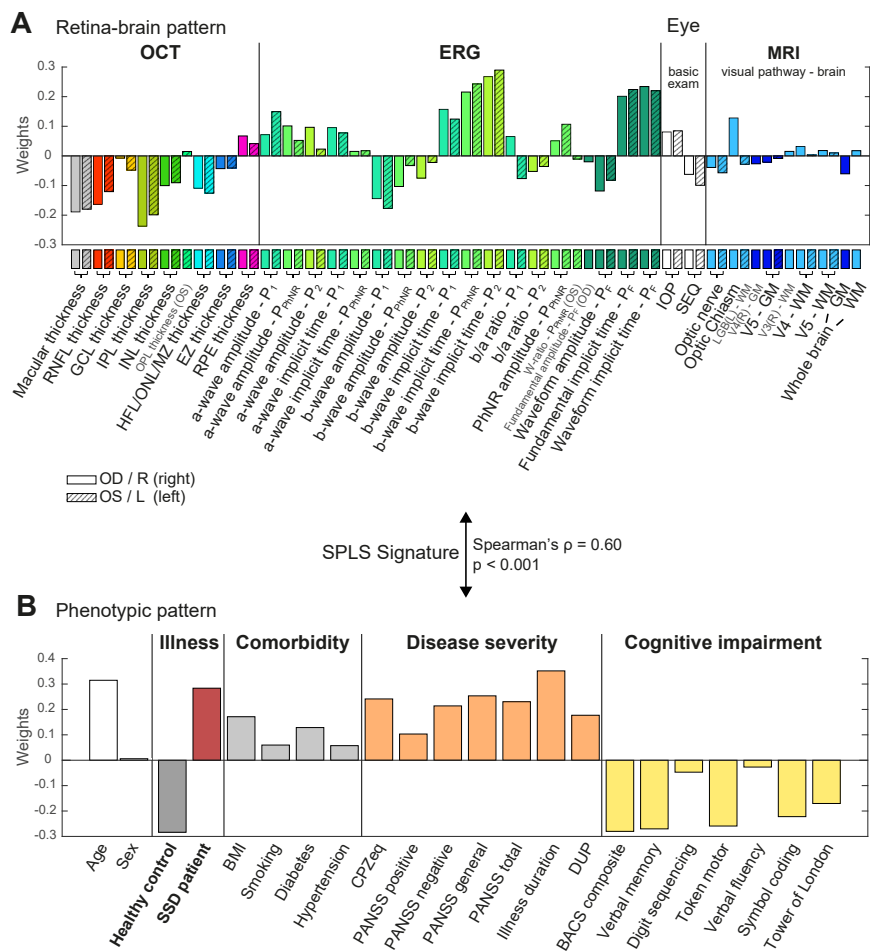 A Retina-brain pattern
Eye
OCT
ERG
basic
exam
MRI
visual pathway - brain
Weights
0.3
0.2
0.1
0
-0.1
-0.2
-0.3
Macular thickness
RNFL thickness
GCL thickness
IPL thickness
INL thickness
OPL thickness (OS)
HFL/ONL/MZ thickness
EZ thickness
RPE thickness
a-wave amplitude - P1
a-wave amplitude - PPhNR
a-wave amplitude - P2
a-wave implicit time - P1
a-wave implicit time - PPhNR
b-wave amplitude - P1
b-wave amplitude - PPhNR
b-wave amplitude - P2
b-wave implicit time - P1
b-wave implicit time - PPhNR
b-wave implicit time - P2
b/a ratio - P1
b/a ratio - P2
PhNR amplitude - PPhNR
W-ratio - PPhNR (OS)
Fundamental amplitude - PF (OD)
Waveform amplitude - PF
Fundamental implicit time - PF
Waveform implicit time - PF
IOP
SEQ
Optic nerve
Optic Chiasm
LGB(L) - WM
V4(R) - GM
V5 - GM
V3(R) - WM
V4 - WM
V5 - WM
Whole brain – GM
WM
OD / R (right)
OS / L (left)
SPLS Signature
Spearman's ρ = 0.60
p < 0.001
B Phenotypic pattern
Illness
Comorbidity
Disease severity
Cognitive impairment
Weights
0.4
0.3
0.2
0.1
0
-0.1
-0.2
-0.3
Age
Sex
Healthy control
SSD patient
BMI
Smoking
Diabetes
Hypertension
CPZeq
PANSS positive
PANSS negative
PANSS general
PANSS total
Illness duration
DUP
BACS composite
Verbal memory
Digit sequencing
Token motor
Verbal fluency
Symbol coding
Tower of London